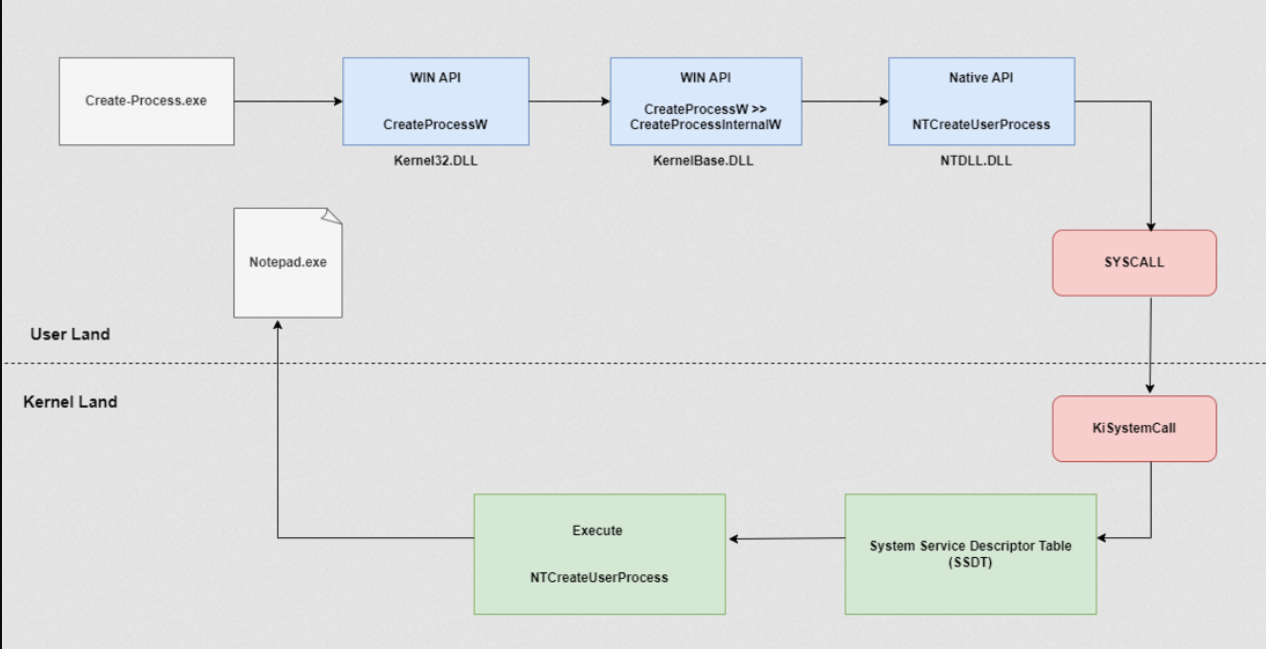 Create-Process.exe
WIN API
CreateProcessW
Kernel32.DLL
WIN API
CreateProcessW >>
CreateProcessInternalW
KernelBase.DLL
Native API
NTCreateUserProcess
NTDLL.DLL
Notepad.exe
SYSCALL
User Land
Kernel Land
KiSystemCall
Execute
NTCreateUserProcess
System Service Descriptor Table
(SSDT)